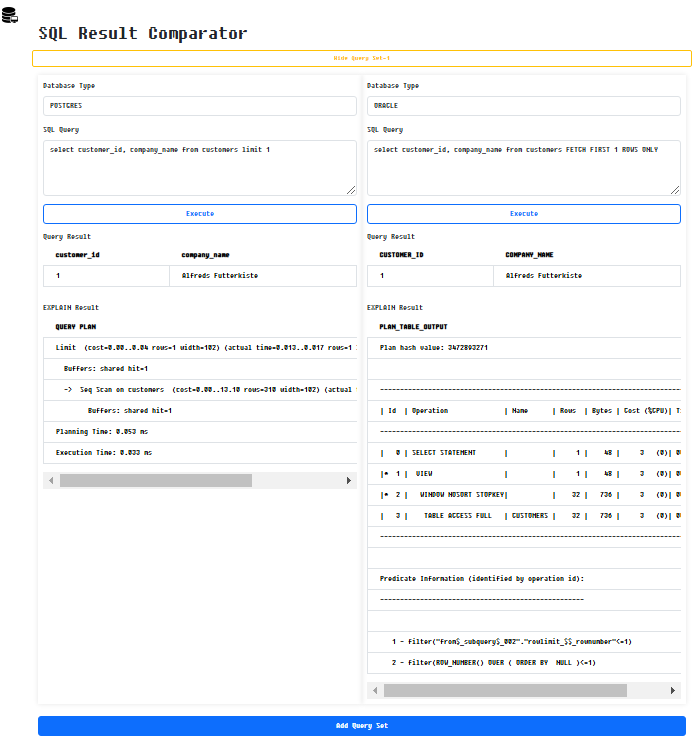 SQL Result Comparator
Hide Query Set-1
Database Type
POSTGRES
SQL Query
select customer_id, company_name from customers limit 1
Execute
Query Result
customer_id company_name
1 Alfreds Futterkiste
EXPLAIN Result
QUERY PLAN
Limit (cost=0.00..0.04 rows=1 width=102) (actual time=0.013..0.017 rows=1
Buffers: shared hit=1
-> Seq Scan on customers (cost=0.00..13.10 rows=310 width=102) (actual
Buffers: shared hit=1
Planning Time: 0.053 ms
Execution Time: 0.033 ms
Database Type
ORACLE
SQL Query
select customer_id, company_name from customers FETCH FIRST 1 ROWS ONLY
Execute
Query Result
CUSTOMER_ID COMPANY_NAME
1 Alfreds Futterkiste
EXPLAIN Result
PLAN_TABLE_OUTPUT
Plan hash value: 3472893271
--------------------------------------------------------------------------------
| Id | Operation | Name | Rows | Bytes | Cost (%CPU)| T
--------------------------------------------------------------------------------
| 0 | SELECT STATEMENT | | 1 | 48 | 3 (0)| 0
|* 1 | VIEW | | 1 | 48 | 3 (0)| 0
|* 2 | WINDOW NOSORT STOPKEY| | 32 | 736 | 3 (0)| 0
| 3 | TABLE ACCESS FULL | CUSTOMERS | 32 | 736 | 3 (0)| 0
--------------------------------------------------------------------------------
Predicate Information (identified by operation id):
---------------------------------------------------
1 - filter("from$_subquery$_002"."rowlimit_$$_rownumber"<=1)
2 - filter(ROW_NUMBER() OVER ( ORDER BY NULL )<=1)
Add Query Set